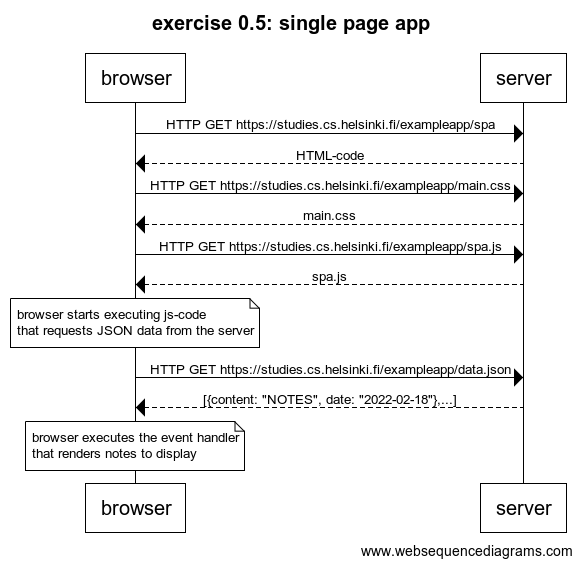 exercise 0.5: single page app
browser
server
HTTP GET https://studies.cs.helsinki.fi/exampleapp/spa
HTML-code
HTTP GET https://studies.cs.helsinki.fi/exampleapp/main.css
main.css
HTTP GET https://studies.cs.helsinki.fi/exampleapp/spa.js
spa.js
browser starts executing js-code
that requests JSON data from the server
HTTP GET https://studies.cs.helsinki.fi/exampleapp/data.json
[{content: "NOTES", date: "2022-02-18"},...]
browser executes the event handler
that renders notes to display
browser
server
www.websequencediagrams.com